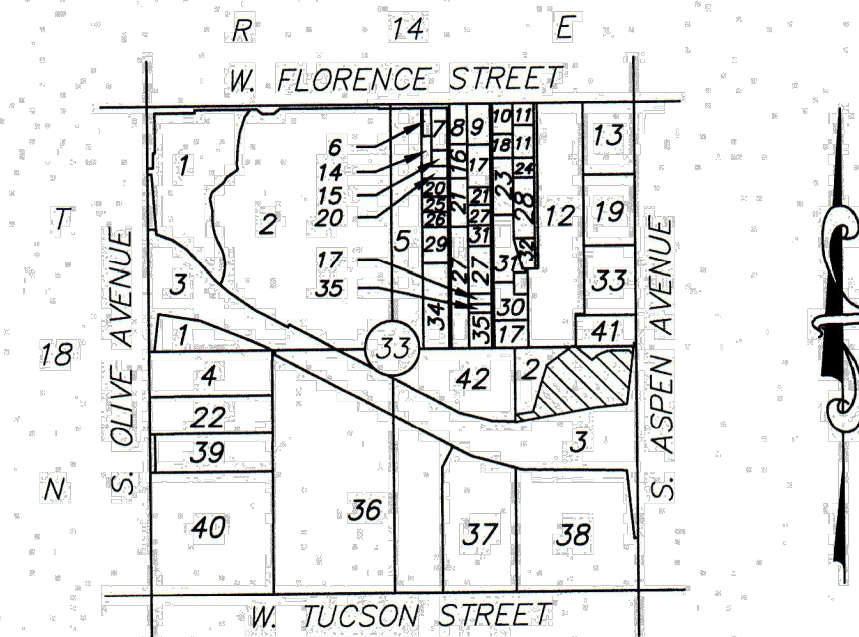 R 14 E
W. FLORENCE STREET
6 7 8 9 10 11 13
14 18 11
1 15 16 17 24
20 20 21 23 28 12 19
2 25 21
26 27
T 5 29 31 32
17 27 27 31 33
3 35 34 30
1 35 17 41
18 33
4 42 2
22
39 3
N
40 36 37 38
S. OLIVE AVENUE
S. ASPEN AVENUE
W. TUCSON STREET